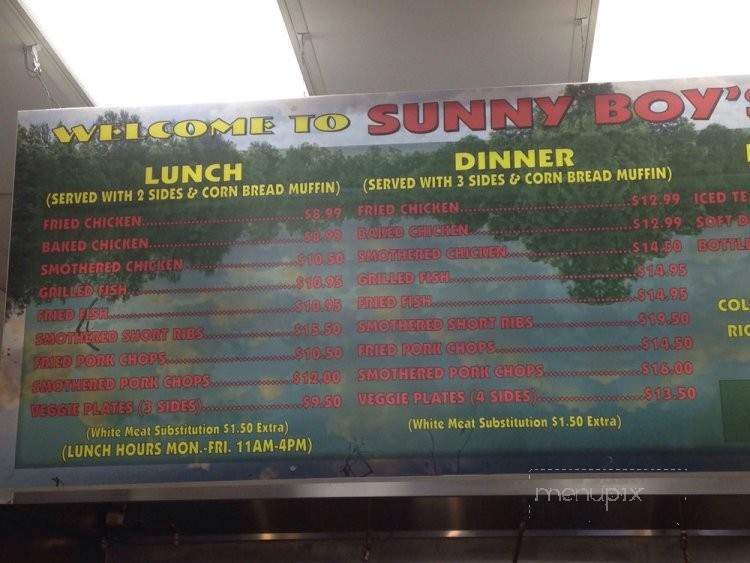 WELCOME TO SUNNY BOY'S
LUNCH
(SERVED WITH 2 SIDES & CORN BREAD MUFFIN)
FRIED CHICKEN $8.99
BAKED CHICKEN $8.99
SMOTHERED CHICKEN $10.50
GRILLED FISH $10.95
FRIED FISH $10.95
SMOTHERED SHORT RIBS $15.50
FRIED PORK CHOPS $10.50
SMOTHERED PORK CHOPS $12.00
VEGGIE PLATES (3 SIDES) $9.50
(White Meat Substitution $1.50 Extra)
(LUNCH HOURS MON.-FRI. 11AM-4PM)
DINNER
(SERVED WITH 3 SIDES & CORN BREAD MUFFIN)
FRIED CHICKEN $12.99
BAKED CHICKEN $12.99
SMOTHERED CHICKEN $14.50
GRILLED FISH $14.95
FRIED FISH $14.95
SMOTHERED SHORT RIBS $19.50
FRIED PORK CHOPS $14.50
SMOTHERED PORK CHOPS $16.00
VEGGIE PLATES (4 SIDES) $13.50
(White Meat Substitution $1.50 Extra)
ICED TE
SOFT
BOTTL
COL
RIC
menupix